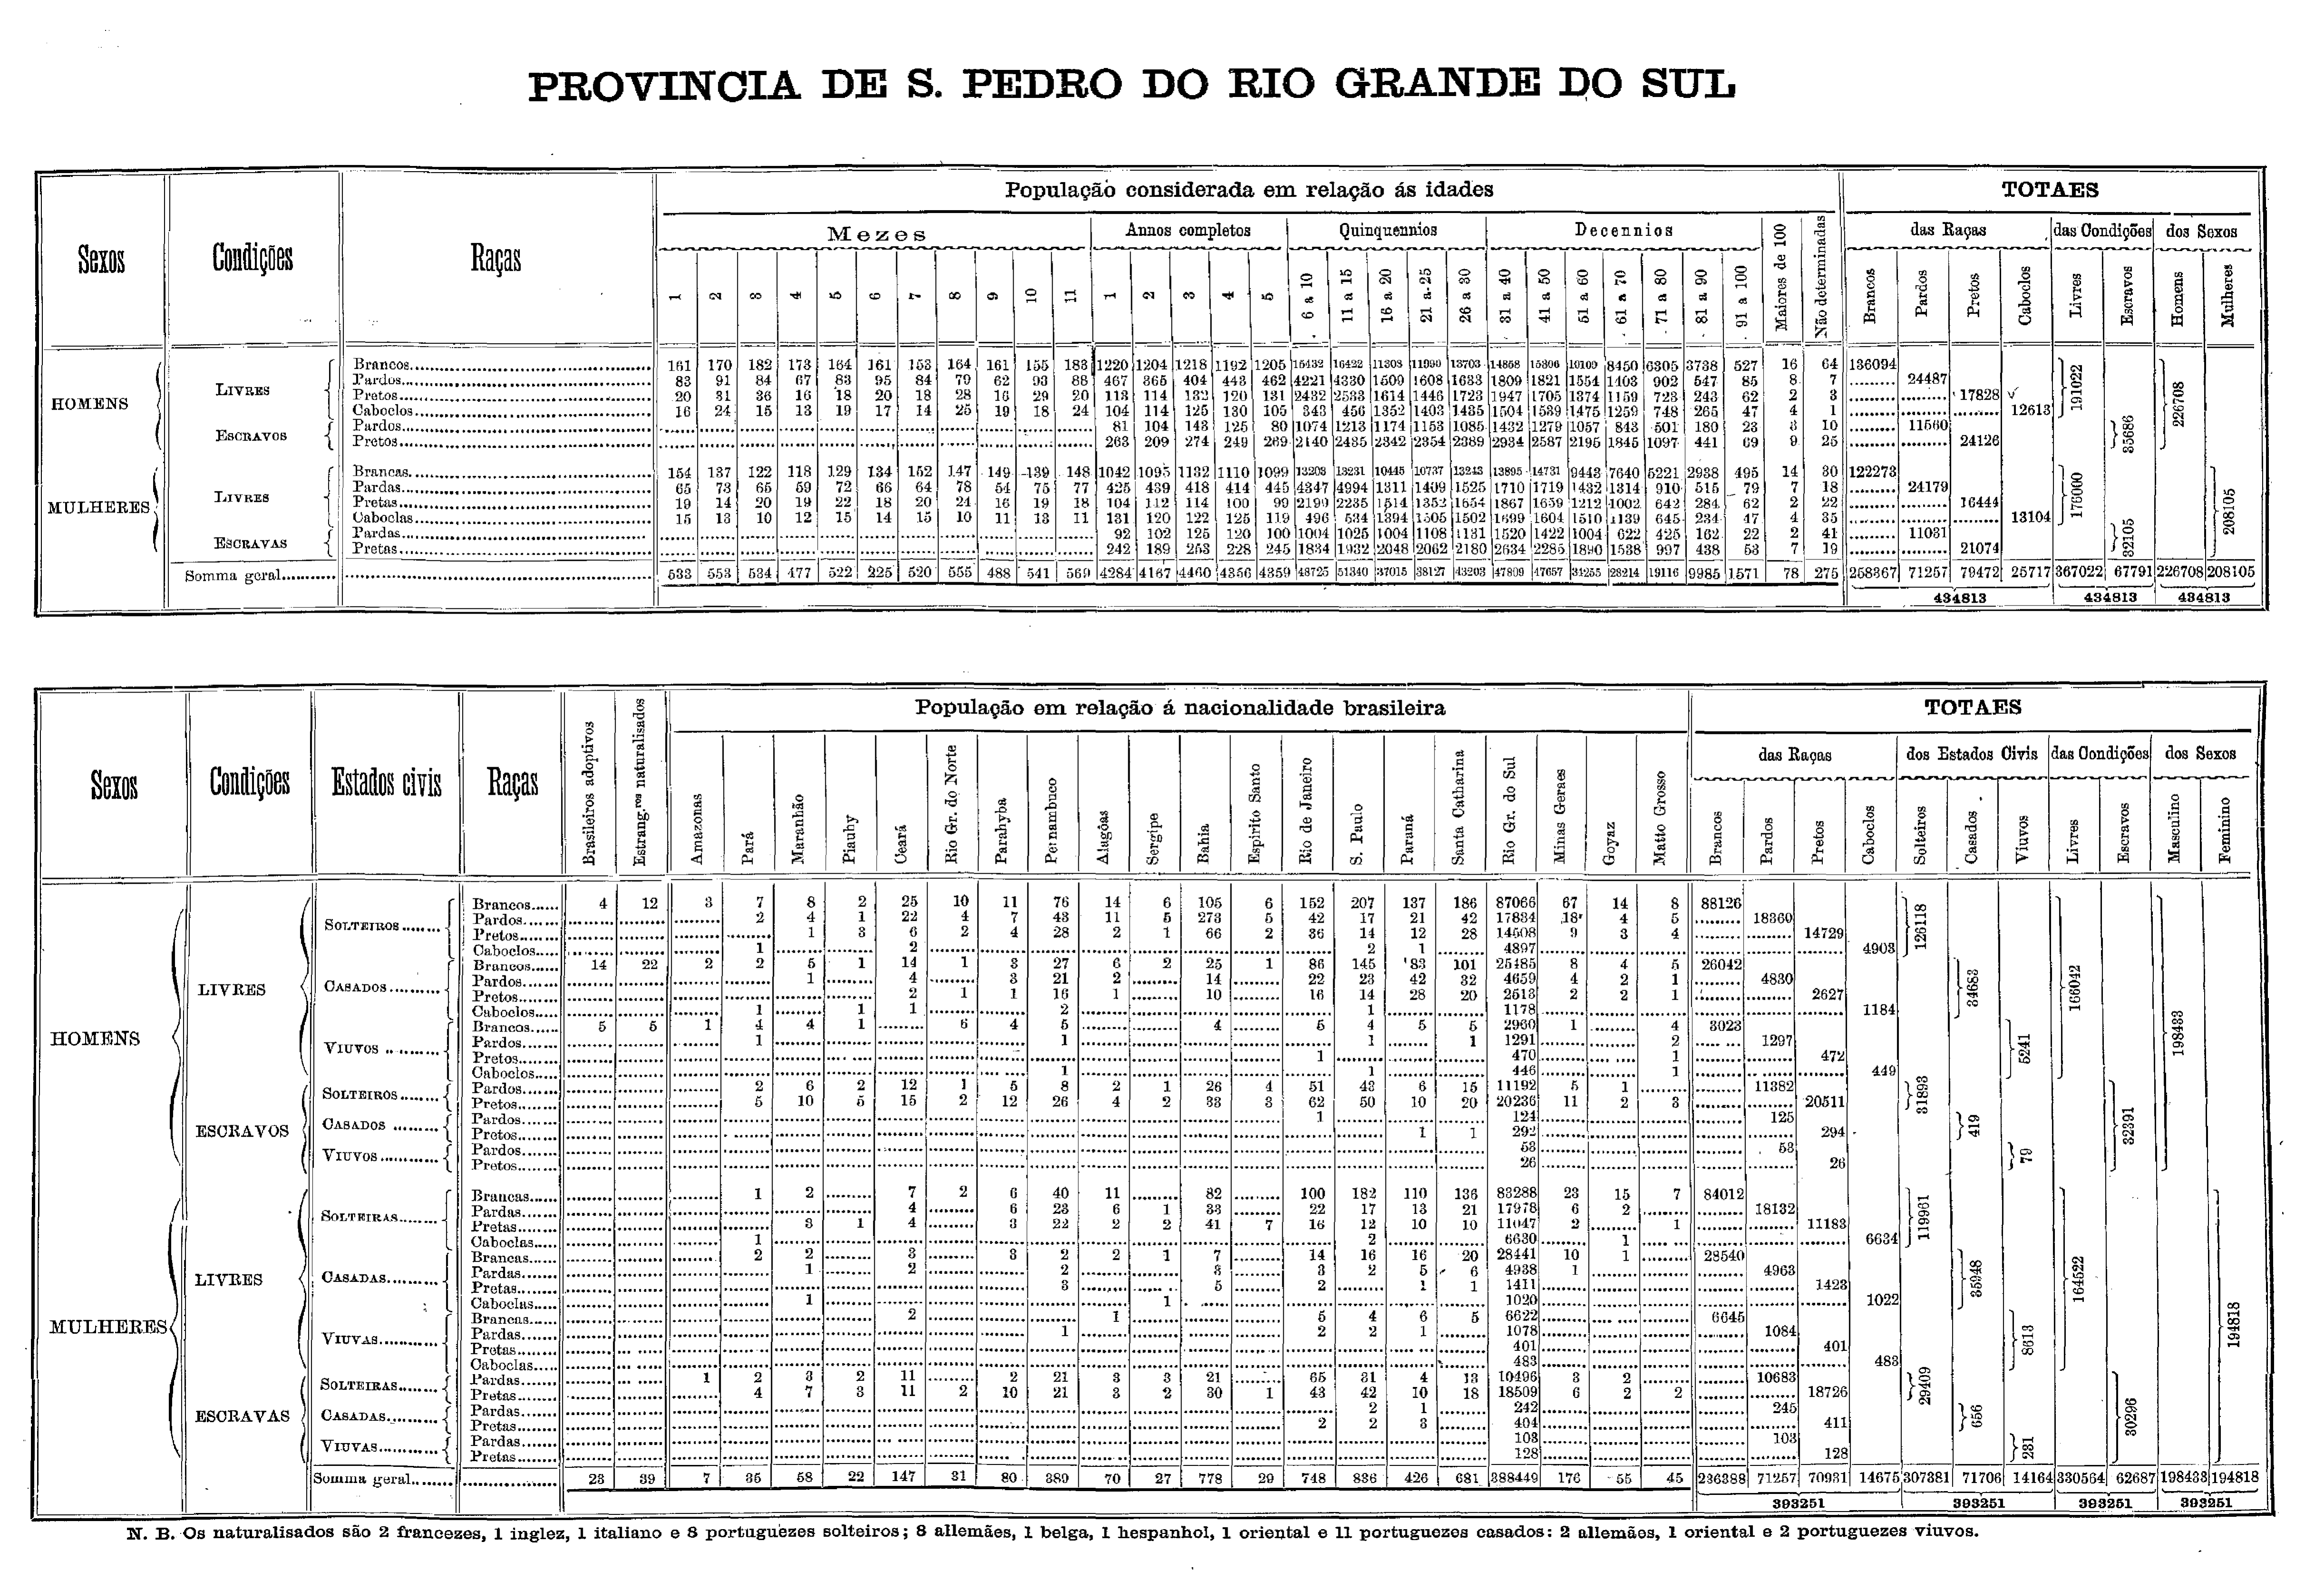 PROVINCIA DE S. PEDRO DO RIO GRANDE DO SUL
População considerada em relação ás idades TOTAES
Sexos Condições Raças Mezes Annos completos Quinquennios Decennios Maiores de 100 Não determinadas das Raças das Condições dos Sexos
1 2 3 4 5 6 7 8 9 10 11 1 2 3 4 5 6 a 10 11 a 15 16 a 20 21 a 25 26 a 30 31 a 40 41 a 50 51 a 60 61 a 70 71 a 80 81 a 90 91 a 100 Brancos Pardos Pretos Caboclos Livres Escravos Homens Mulheres
HOMENS LIVRES Brancos 161 170 182 173 164 161 153 164 161 155 183 1220 1204 1218 1192 1205 16432 16422 11308 11990 13703 14858 15306 10109 8450 6305 3738 527 16 64 136094 191022 226708
Pardos 83 91 84 67 83 95 84 79 62 93 88 467 365 404 443 462 4221 4330 1509 1608 1633 1809 1821 1554 1403 902 547 85 8 7 24487
Pretos 20 31 36 16 18 20 18 28 16 29 20 113 114 132 120 131 2432 2533 1614 1446 1723 1947 1705 1374 1159 723 243 62 2 3 17828
Caboclos 16 24 15 13 19 17 14 25 19 18 24 104 114 125 130 105 343 456 1352 1403 1435 1504 1539 1475 1259 748 265 47 4 1 12613
ESCRAVOS Pardos 81 104 143 125 80 1074 1213 1174 1153 1085 1432 1279 1057 843 501 180 23 3 10 11560 35686
Pretos 263 209 274 249 269 2140 2435 2342 2354 2389 2934 2587 2195 1845 1097 441 69 9 25 24126
MULHERES LIVRES Brancas 154 137 122 118 129 134 152 147 149 139 148 1042 1095 1132 1110 1099 13203 13231 10445 10737 13243 13895 14731 9443 7640 5221 2938 495 14 30 122273 176000 208105
Pardas 65 73 65 59 72 66 64 78 54 75 77 425 439 418 414 445 4347 4994 1311 1409 1525 1710 1719 1432 1314 910 515 79 7 18 24179
Pretas 19 14 20 19 22 18 20 24 16 19 18 104 112 114 100 99 2199 2235 1514 1352 1654 1867 1659 1212 1002 642 284 62 2 22 16444
Caboclas 15 13 10 12 15 14 15 10 11 13 11 131 120 122 125 119 496 534 1394 1505 1502 1699 1604 1510 1139 645 234 47 4 35 13104
ESCRAVAS Pardas 92 102 125 120 100 1004 1025 1004 1108 1131 1520 1422 1004 622 425 162 22 2 41 11031 32105
Pretas 242 189 253 228 245 1834 1932 2048 2062 2180 2634 2285 1890 1538 997 438 53 7 19 21074
Somma geral 533 553 534 477 522 225 520 555 488 541 569 4284 4167 4460 4356 4359 48725 51340 37015 38127 43203 47809 47657 31255 28214 19116 9985 1571 78 275 258367 71257 79472 25717 367022 67791 226708 208105
434813 434813 434813
População em relação á nacionalidade brasileira TOTAES
Sexos Condições Estados civis Raças Brasileiros adoptivos Estrang.ros naturalisados das Raças dos Estados Civis das Condições dos Sexos
Amazonas Pará Maranhão Piauhy Ceará Rio Gr. do Norte Parahyba Pernambuco Alagôas Sergipe Bahia Espirito Santo Rio de Janeiro S. Paulo Paraná Santa Catharina Rio Gr. do Sul Minas Geraes Goyaz Matto Grosso Brancos Pardos Pretos Caboclos Solteiros Casados Viuvos Livres Escravos Masculino Feminino
HOMENS LIVRES SOLTEIROS Brancos 4 12 3 7 8 2 25 10 11 76 14 6 105 6 152 207 137 186 87066 67 14 8 88126 126118 166042 198433
Pardos 2 4 1 22 4 7 43 11 5 273 5 42 17 21 42 17834 18 4 5 18360
Pretos 1 3 6 2 4 28 2 1 66 2 36 14 12 28 14508 9 3 4 14729
Caboclos 1 2 2 1 4897 4903
CASADOS Brancos 14 22 2 2 5 1 14 1 3 27 6 2 25 1 86 145 83 101 25485 8 4 5 26042 34683
Pardos 1 4 3 21 2 14 22 23 42 32 4659 4 2 1 4830
Pretos 2 1 1 16 1 10 16 14 28 20 2513 2 2 1 2627
Caboclos 1 1 1 2 1 1178 1184
VIUVOS Brancos 5 5 1 4 4 1 6 4 5 4 5 4 5 5 2960 1 4 3023 5241
Pardos 1 1 1 1 1291 2 1297
Pretos 1 470 1 472
Caboclos 1 1 446 1 449
ESCRAVOS SOLTEIROS Pardos 2 6 2 12 1 5 8 2 1 26 4 51 43 6 15 11192 5 1 11382 31893 32391
Pretos 5 10 5 15 2 12 26 4 2 33 3 62 50 10 20 20236 11 2 3 20511
CASADOS Pardos 1 124 125 419
Pretos 1 1 292 294
VIUVOS Pardos 53 53 79
Pretos 26 26
MULHERES LIVRES SOLTEIRAS Brancas 1 2 7 2 6 40 11 82 100 182 110 136 83288 23 15 7 84012 119961 164522 194818
Pardas 4 6 23 6 1 33 22 17 13 21 17978 6 2 18132
Pretas 3 1 4 3 22 2 2 41 7 16 12 10 10 11047 2 1 11183
Caboclas 1 2 6630 1 6634
CASADAS Brancas 2 2 3 3 2 2 1 7 14 16 16 20 28441 10 1 28540 35948
Pardas 1 2 2 3 3 2 5 6 4938 1 4963
Pretas 3 5 2 1 1 1411 1423
Caboclas 1 1 1020 1022
VIUVAS Brancas 2 1 5 4 6 5 6622 6645 8613
Pardas 1 2 2 1 1078 1084
Pretas 401 401
Caboclas 483 483
ESCRAVAS SOLTEIRAS Pardas 1 2 3 2 11 2 21 3 3 21 65 31 4 13 10496 3 2 10683 29409 30296
Pretas 4 7 3 11 2 10 21 3 2 30 1 43 42 10 18 18509 6 2 2 18726
CASADAS Pardas 2 1 242 245 656
Pretas 2 2 3 404 411
VIUVAS Pardas 103 103 231
Pretas 128 128
Somma geral 23 39 7 35 58 22 147 31 80 389 70 27 778 29 748 836 426 681 388449 176 55 45 236388 71257 70931 14675 307381 71706 14164 330564 62687 198433 194818
393251 393251 393251 393251
N. B. Os naturalisados são 2 francezes, 1 inglez, 1 italiano e 8 portuguezes solteiros; 8 allemães, 1 belga, 1 hespanhol, 1 oriental e 11 portuguezes casados: 2 allemães, 1 oriental e 2 portuguezes viuvos.